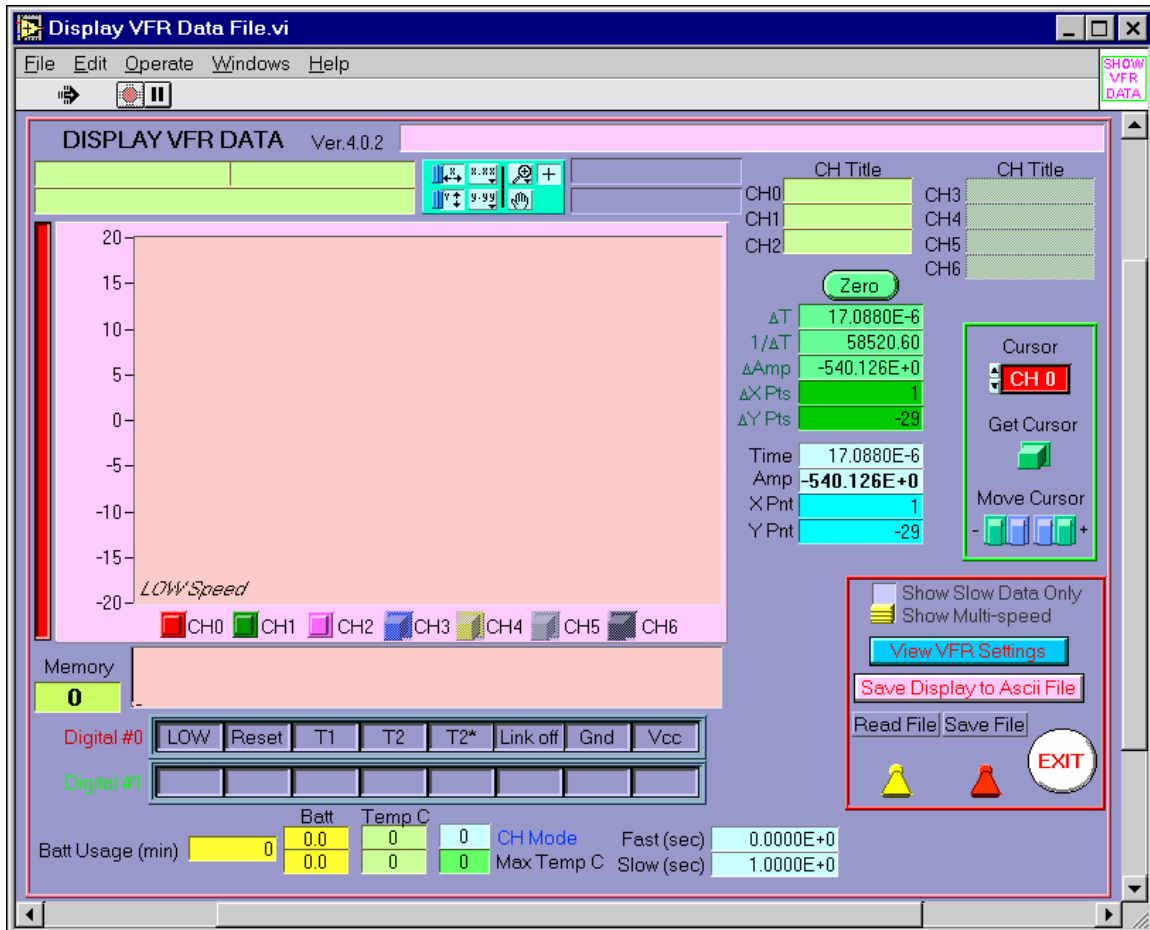 Display VFR Data File.vi
File Edit Operate Windows Help
SHOW
VFR
DATA
DISPLAY VFR DATA Ver.4.0.2
X X.XX
Y Y.YY
CH Title CH Title
CH0 CH3
CH1 CH4
CH2 CH5
CH6
Zero
ΔT 17.0880E-6
1/ΔT 58520.60
ΔAmp -540.126E+0
ΔX Pts 1
ΔY Pts -29
Time 17.0880E-6
Amp -540.126E+0
X Pnt 1
Y Pnt -29
Cursor
CH 0
Get Cursor
Move Cursor
- +
20
15
10
5
0
-5
-10
-15
-20
LOW Speed
CH0 CH1 CH2 CH3 CH4 CH5 CH6
Show Slow Data Only
Show Multi-speed
View VFR Settings
Save Display to Ascii File
Read File Save File
EXIT
Memory
0
Digital #0 LOW Reset T1 T2 T2* Link off Gnd Vcc
Digital #1
Batt Temp C
Batt Usage (min) 0 0.0 0 0 CH Mode Fast (sec) 0.0000E+0
0.0 0 0 Max Temp C Slow (sec) 1.0000E+0